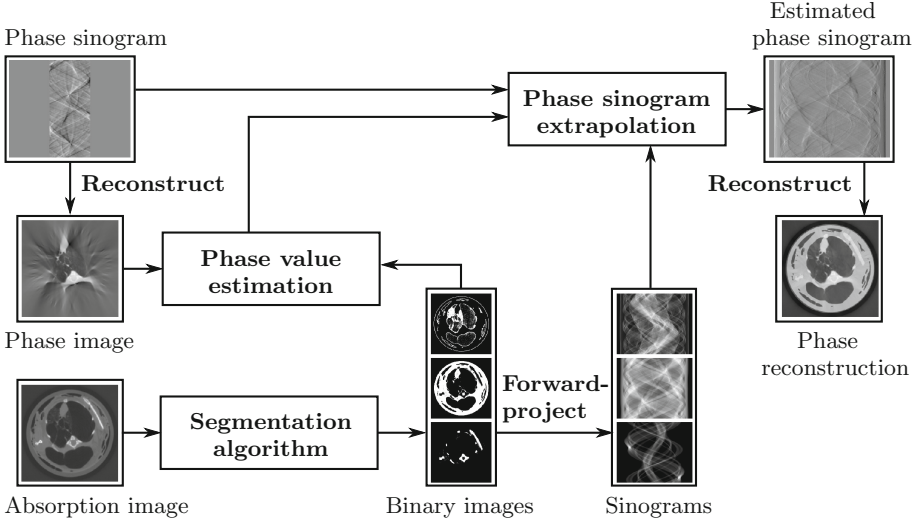 Phase sinogram
Estimated
phase sinogram
Phase sinogram
extrapolation
Reconstruct
Reconstruct
Phase value
estimation
Phase image
Phase
reconstruction
Forward-
project
Segmentation
algorithm
Absorption image
Binary images
Sinograms